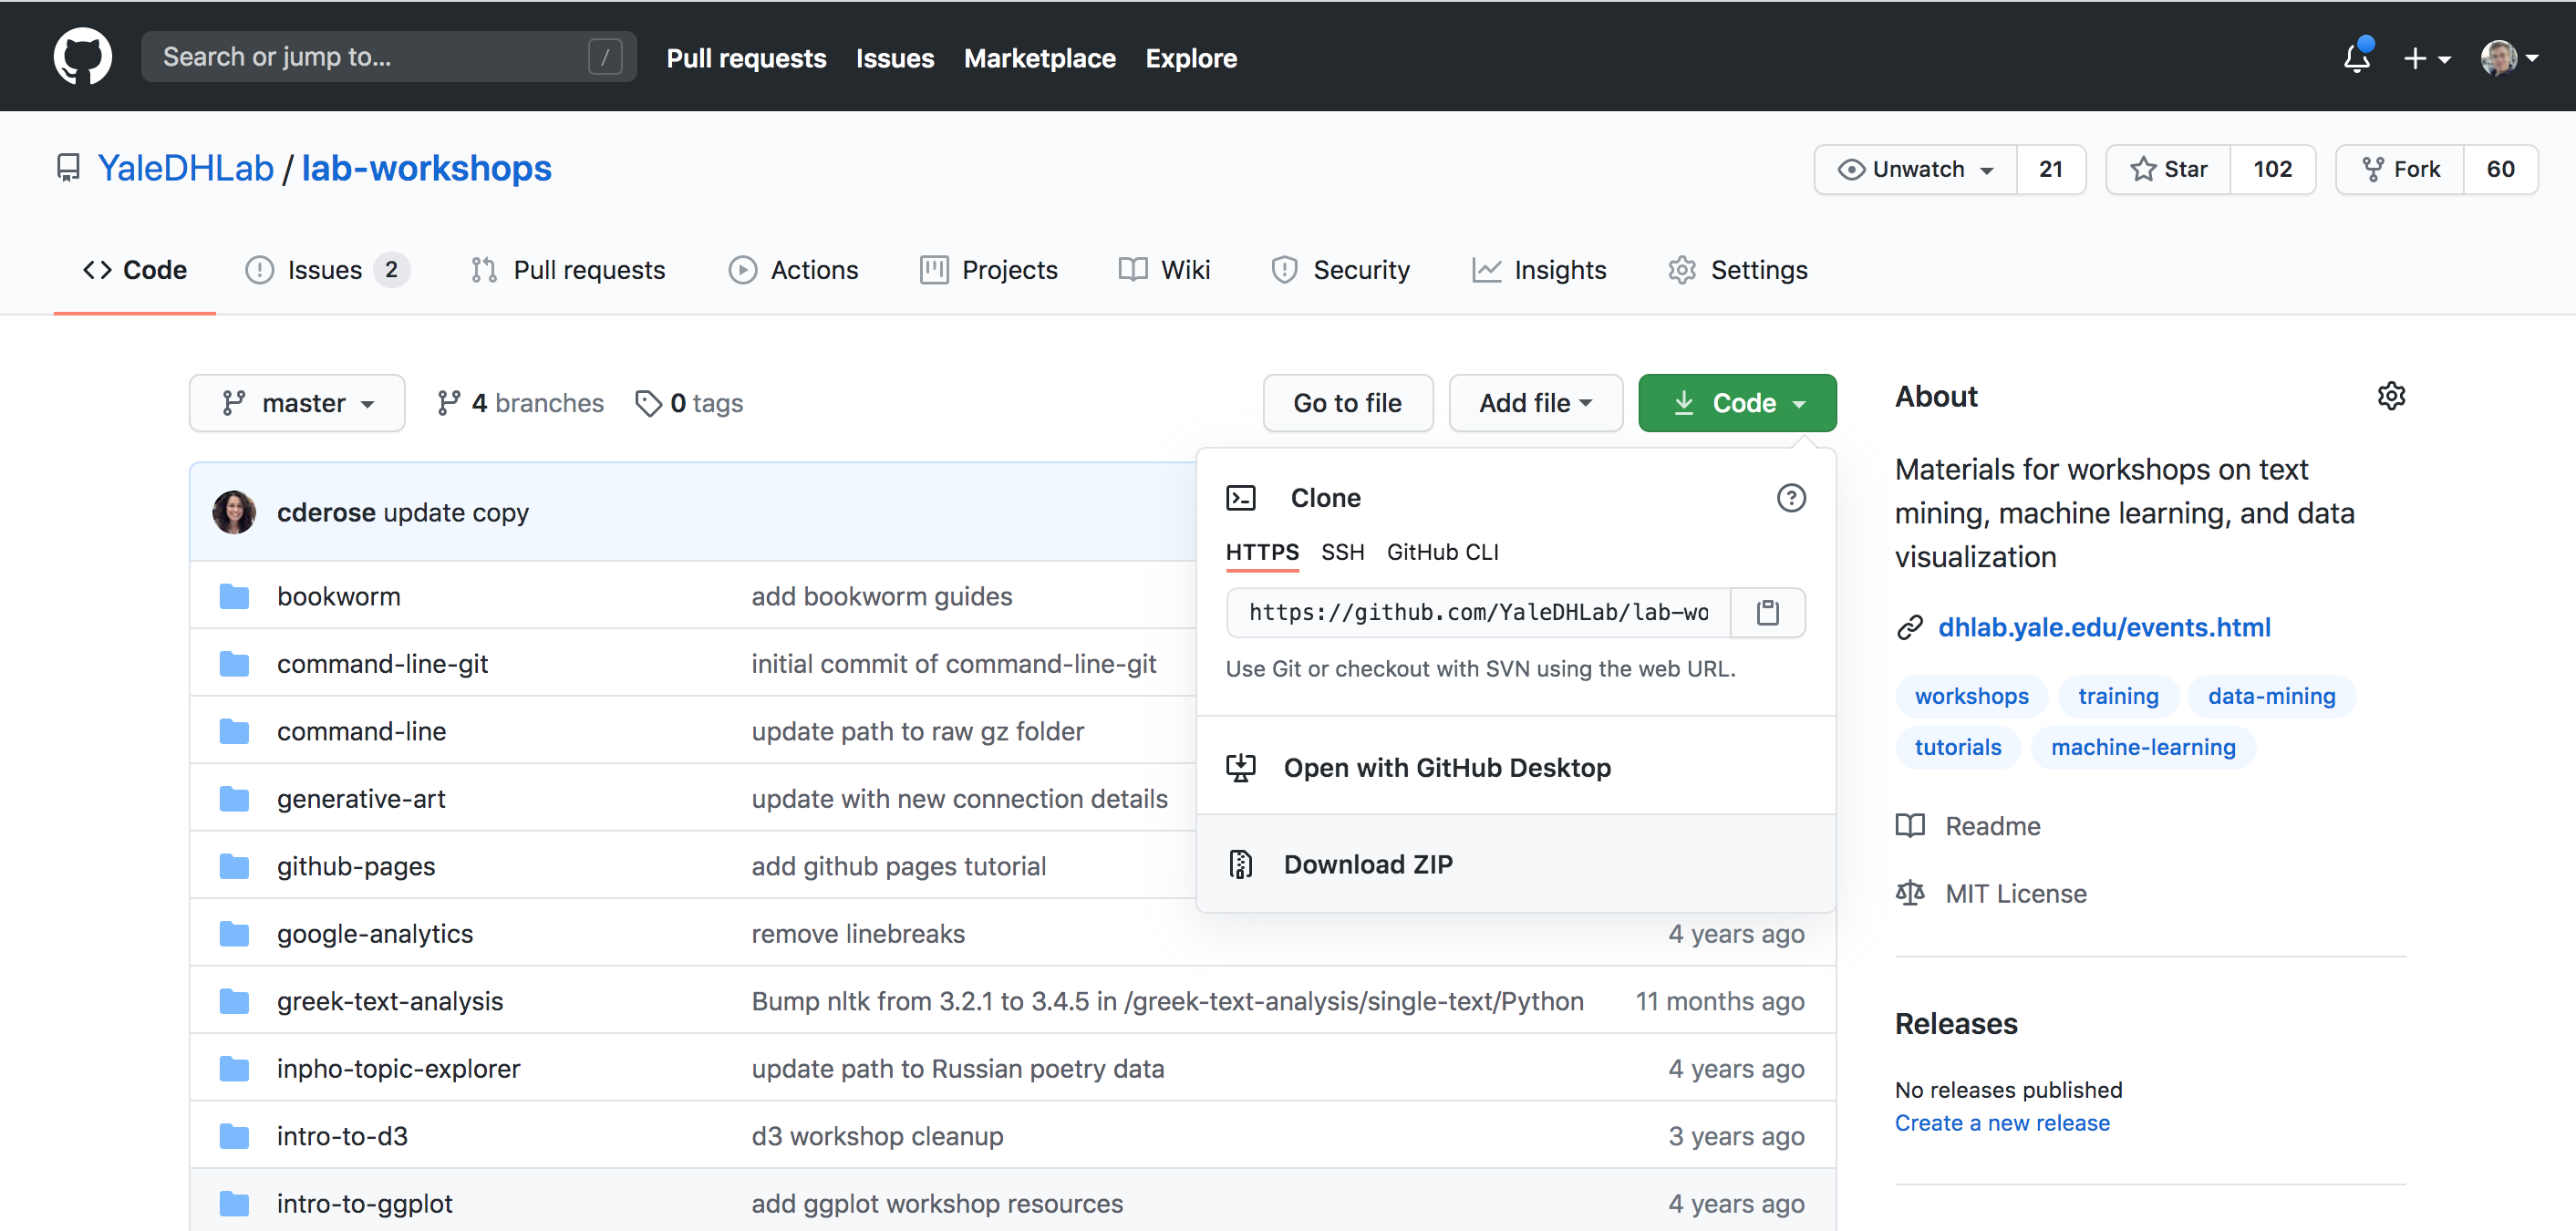 Search or jump to... /
Pull requests Issues Marketplace Explore
YaleDHLab / lab-workshops
Unwatch 21 Star 102 Fork 60
Code Issues 2 Pull requests Actions Projects Wiki Security Insights Settings
master 4 branches 0 tags
Go to file Add file Code
cderose update copy
bookworm add bookworm guides
command-line-git initial commit of command-line-git
command-line update path to raw gz folder
generative-art update with new connection details
github-pages add github pages tutorial
google-analytics remove linebreaks 4 years ago
greek-text-analysis Bump nltk from 3.2.1 to 3.4.5 in /greek-text-analysis/single-text/Python 11 months ago
inpho-topic-explorer update path to Russian poetry data 4 years ago
intro-to-d3 d3 workshop cleanup 3 years ago
intro-to-ggplot add ggplot workshop resources 4 years ago
Clone ?
HTTPS SSH GitHub CLI
https://github.com/YaleDHLab/lab-wo
Use Git or checkout with SVN using the web URL.
Open with GitHub Desktop
Download ZIP
About
Materials for workshops on text
mining, machine learning, and data
visualization
dhlab.yale.edu/events.html
workshops training data-mining
tutorials machine-learning
Readme
MIT License
Releases
No releases published
Create a new release